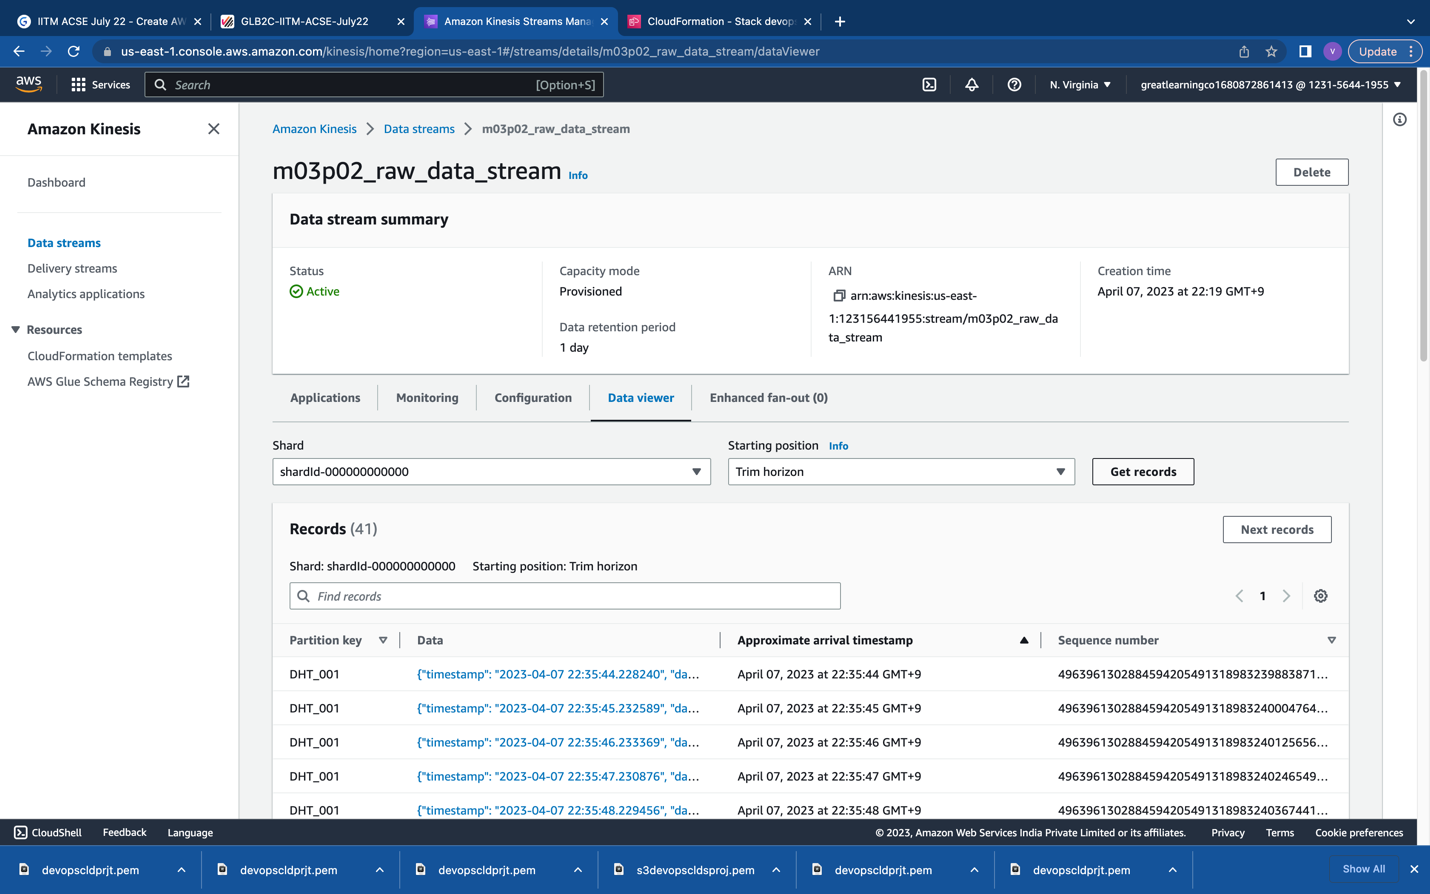 IITM ACSE July 22 - Create AW
GLB2C-IITM-ACSE-July22
Amazon Kinesis Streams Mana
CloudFormation - Stack devop
us-east-1.console.aws.amazon.com/kinesis/home?region=us-east-1#/streams/details/m03p02_raw_data_stream/dataViewer
V
Update
aws
Services
Search
[Option+S]
N. Virginia
greatlearningco1680872861413 @ 1231-5644-1955
Amazon Kinesis
Dashboard
Data streams
Delivery streams
Analytics applications
Resources
CloudFormation templates
AWS Glue Schema Registry
Amazon Kinesis
Data streams
m03p02_raw_data_stream
m03p02_raw_data_stream Info
Delete
Data stream summary
Status
Active
Capacity mode
Provisioned
Data retention period
1 day
ARN
arn:aws:kinesis:us-east-
1:123156441955:stream/m03p02_raw_da
ta_stream
Creation time
April 07, 2023 at 22:19 GMT+9
Applications
Monitoring
Configuration
Data viewer
Enhanced fan-out (0)
Shard
shardId-000000000000
Starting position Info
Trim horizon
Get records
Records (41)
Next records
Shard: shardId-000000000000 Starting position: Trim horizon
Find records
1
Partition key Data Approximate arrival timestamp Sequence number
DHT_001 {"timestamp": "2023-04-07 22:35:44.228240", "da... April 07, 2023 at 22:35:44 GMT+9 49639613028845942054913189832398838​71...
DHT_001 {"timestamp": "2023-04-07 22:35:45.232589", "da... April 07, 2023 at 22:35:45 GMT+9 4963961302884594205491318983240004764...
DHT_001 {"timestamp": "2023-04-07 22:35:46.233369", "da... April 07, 2023 at 22:35:46 GMT+9 4963961302884594205491318983240125656...
DHT_001 {"timestamp": "2023-04-07 22:35:47.230876", "da... April 07, 2023 at 22:35:47 GMT+9 4963961302884594205491318983240246549...
DHT_001 {"timestamp": "2023-04-07 22:35:48.229456", "da... April 07, 2023 at 22:35:48 GMT+9 4963961302884594205491318983240367441...
CloudShell
Feedback
Language
© 2023, Amazon Web Services India Private Limited or its affiliates.
Privacy
Terms
Cookie preferences
devopscldprjt.pem
devopscldprjt.pem
devopscldprjt.pem
s3devopscldsproj.pem
devopscldprjt.pem
devopscldprjt.pem
Show All